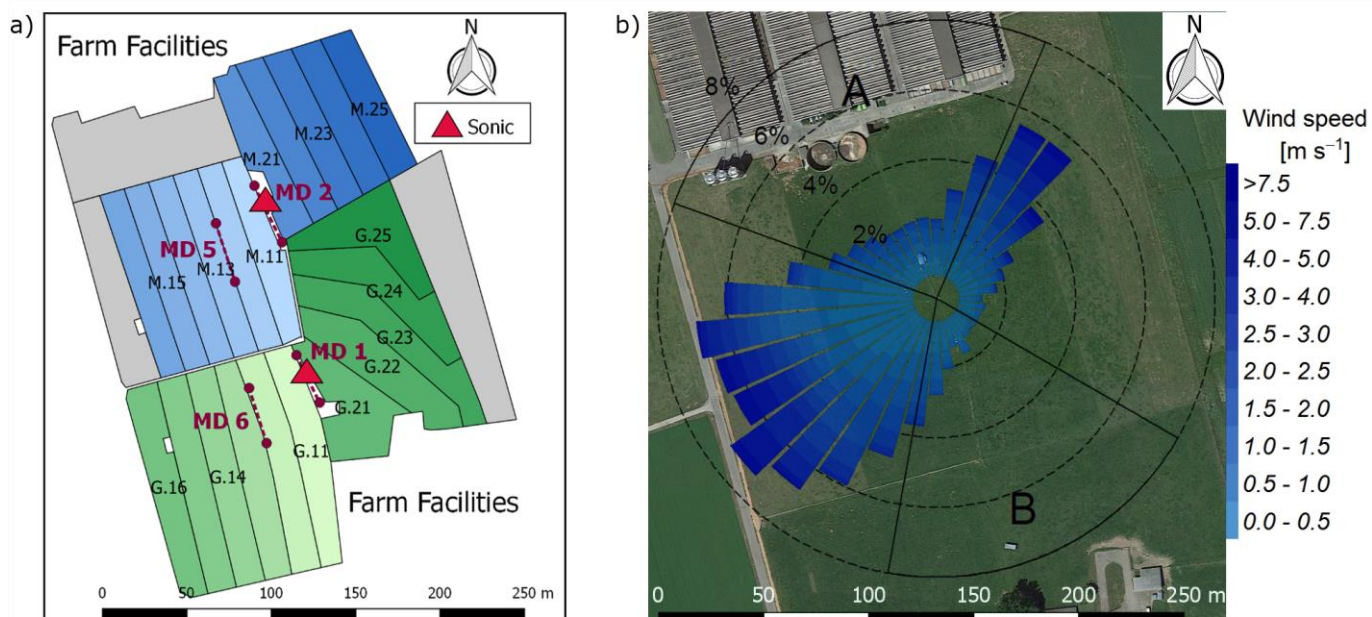 a)
Farm Facilities
N
Sonic
M.25
M.23
M.21
MD 2
MD 5
M.11
M.13
M.15
G.25
G.24
G.23
MD 1
G.22
MD 6
G.21
G.11
G.14
G.16
Farm Facilities
0 50 100 150 200 250 m
b)
N
8%
A
6%
4%
2%
B
0 50 100 150 200 250 m
Wind speed
[m s⁻¹]
>7.5
5.0 - 7.5
4.0 - 5.0
3.0 - 4.0
2.5 - 3.0
2.0 - 2.5
1.5 - 2.0
1.0 - 1.5
0.5 - 1.0
0.0 - 0.5